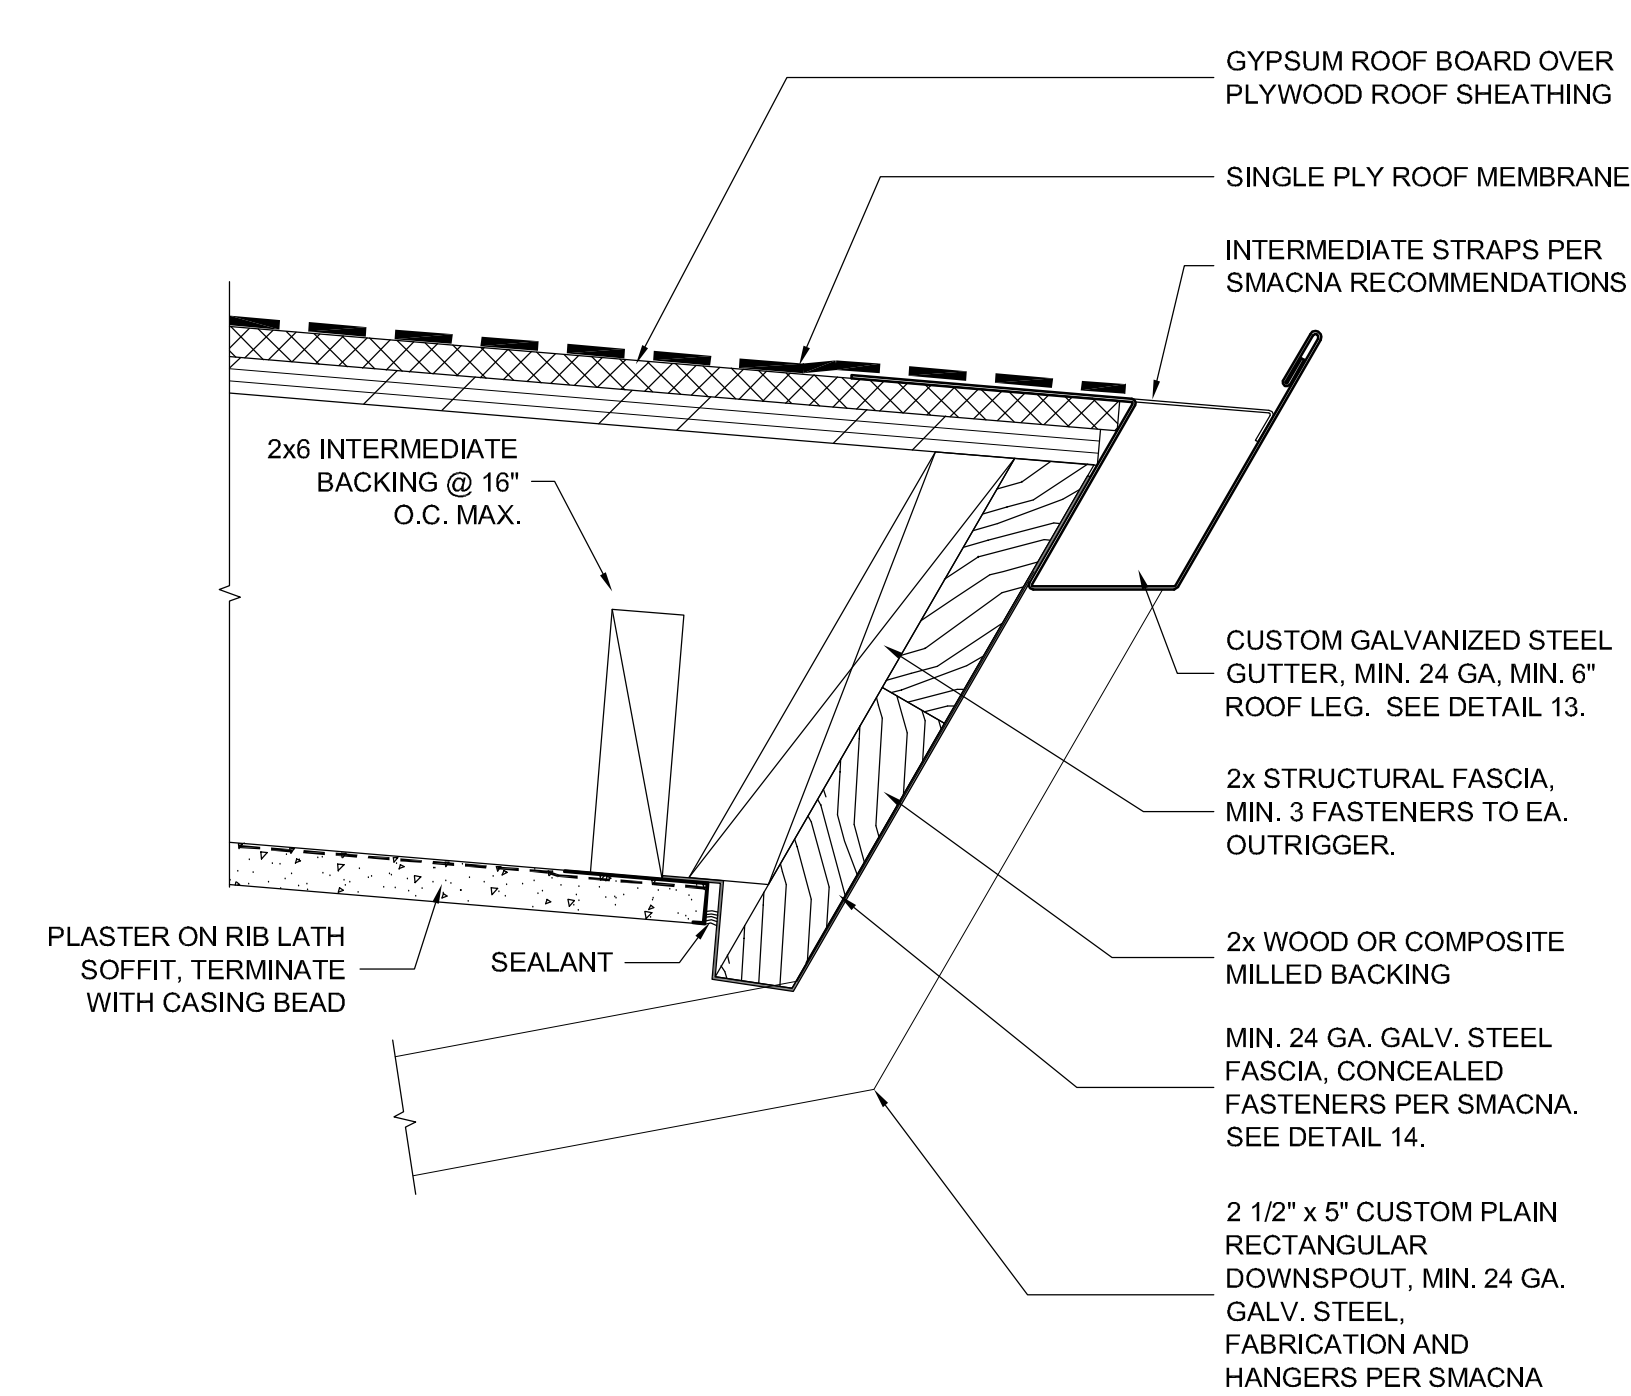 GYPSUM ROOF BOARD OVER
PLYWOOD ROOF SHEATHING
SINGLE PLY ROOF MEMBRANE
INTERMEDIATE STRAPS PER
SMACNA RECOMMENDATIONS
2x6 INTERMEDIATE
BACKING @ 16"
O.C. MAX.
CUSTOM GALVANIZED STEEL
GUTTER, MIN. 24 GA, MIN. 6"
ROOF LEG. SEE DETAIL 13.
2x STRUCTURAL FASCIA,
MIN. 3 FASTENERS TO EA.
OUTRIGGER.
PLASTER ON RIB LATH
SOFFIT, TERMINATE
WITH CASING BEAD
SEALANT
2x WOOD OR COMPOSITE
MILLED BACKING
MIN. 24 GA. GALV. STEEL
FASCIA, CONCEALED
FASTENERS PER SMACNA.
SEE DETAIL 14.
2 1/2" x 5" CUSTOM PLAIN
RECTANGULAR
DOWNSPOUT, MIN. 24 GA.
GALV. STEEL,
FABRICATION AND
HANGERS PER SMACNA